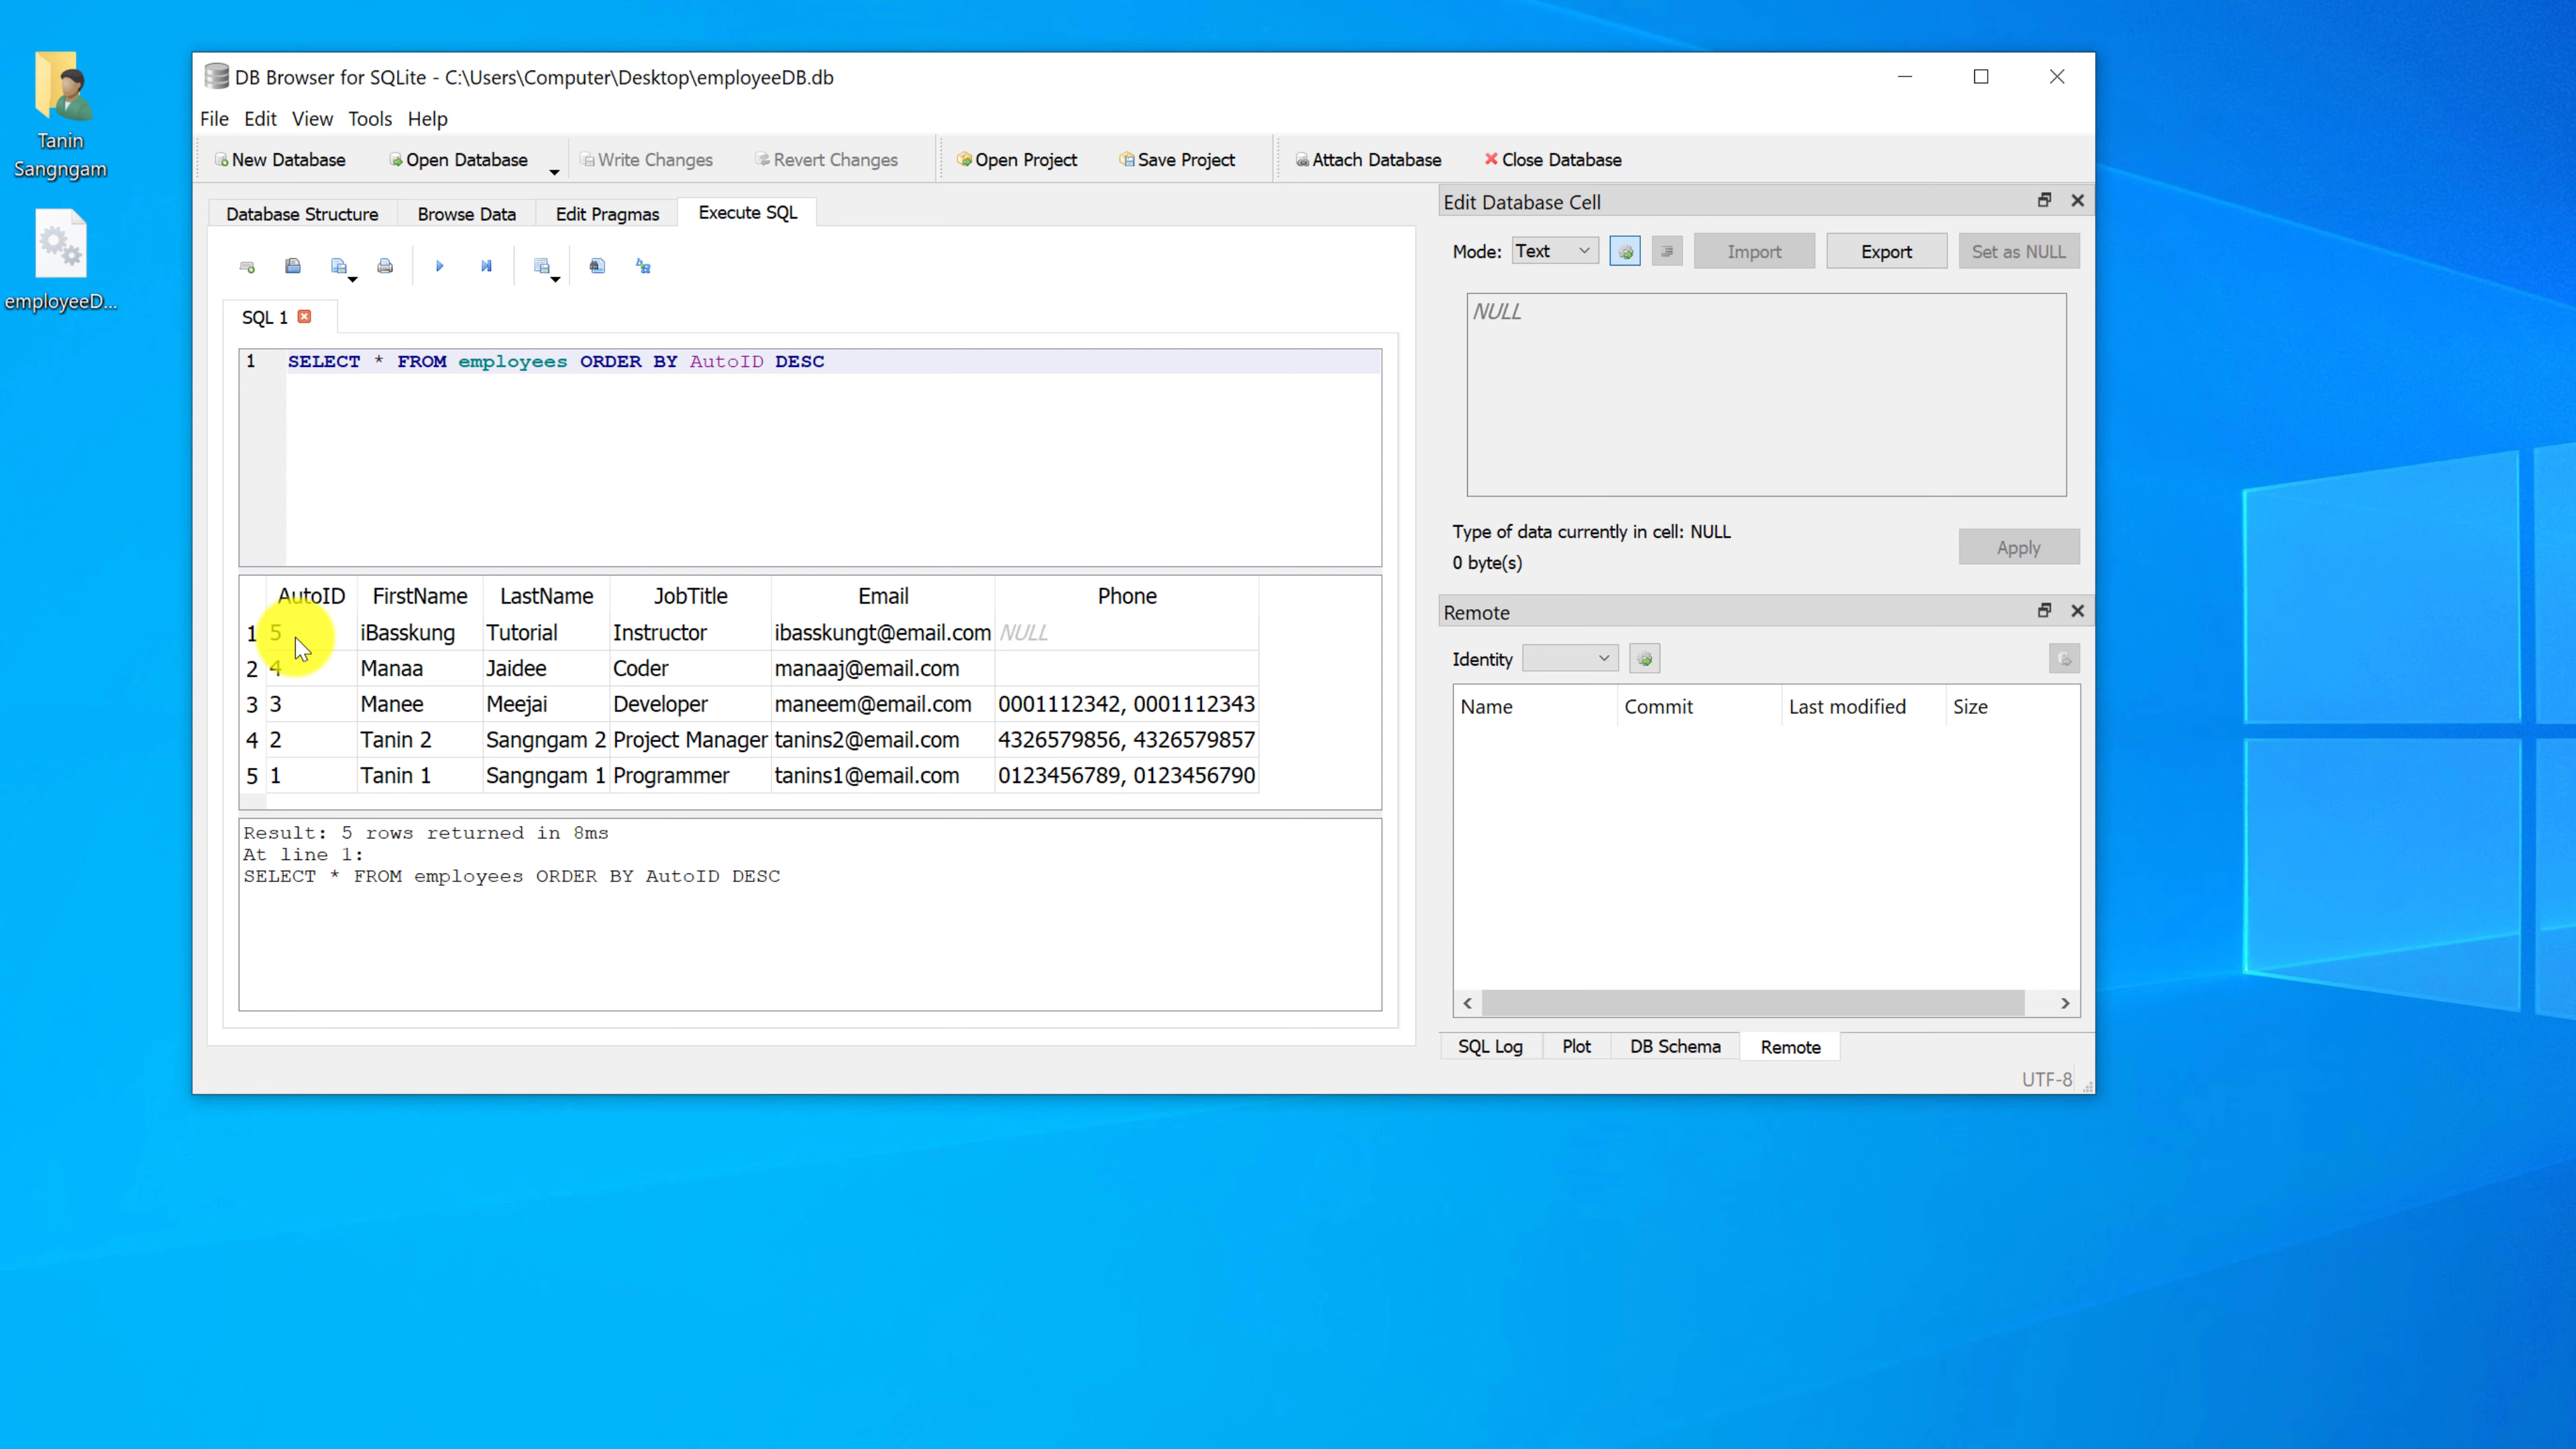 Tanin
Sangngam
employeeD...
DB Browser for SQLite - C:\Users\Computer\Desktop\employeeDB.db
File Edit View Tools Help
New Database Open Database Write Changes Revert Changes Open Project Save Project Attach Database Close Database
Database Structure Browse Data Edit Pragmas Execute SQL
SQL 1
1 SELECT * FROM employees ORDER BY AutoID DESC
AutoID FirstName LastName JobTitle Email Phone
1 5 iBasskung Tutorial Instructor ibasskungt@email.com NULL
2 4 Manaa Jaidee Coder manaaj@email.com
3 3 Manee Meejai Developer maneem@email.com 0001112342, 0001112343
4 2 Tanin 2 Sangngam 2 Project Manager tanins2@email.com 4326579856, 4326579857
5 1 Tanin 1 Sangngam 1 Programmer tanins1@email.com 0123456789, 0123456790
Result: 5 rows returned in 8ms
At line 1:
SELECT * FROM employees ORDER BY AutoID DESC
Edit Database Cell
Mode: Text Import Export Set as NULL
NULL
Type of data currently in cell: NULL
0 byte(s)
Apply
Remote
Identity
Name Commit Last modified Size
SQL Log Plot DB Schema Remote
UTF-8